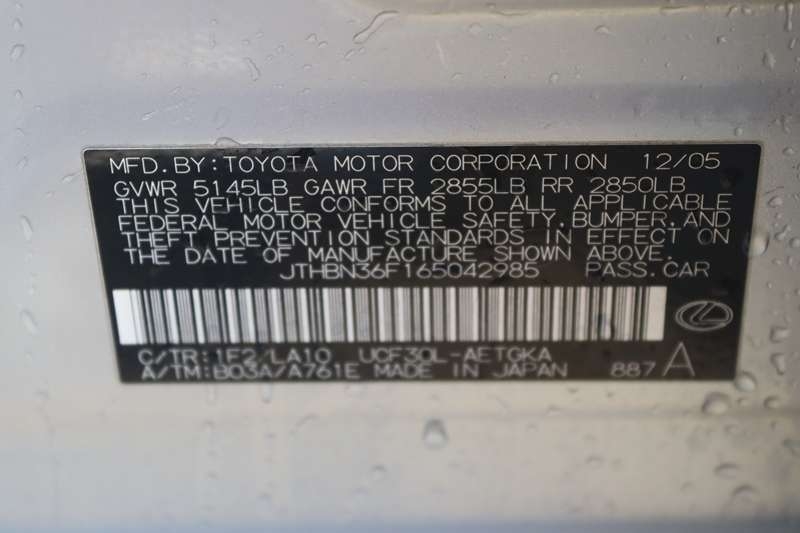 MFD.BY:TOYOTA MOTOR CORPORATION 12/05
GVWR 5145LB GAWR FR 2855LB RR 2850LB
THIS VEHICLE CONFORMS TO ALL APPLICABLE
FEDERAL MOTOR VEHICLE SAFETY,BUMPER,AND
THEFT PREVENTION STANDARDS IN EFFECT ON
THE DATE OF MANUFACTURE SHOWN ABOVE.
JTHBN36F165042985 PASS.CAR
C/TR:1F2/LA10 UCF30L-AETGKA
A/TM:B03A/A761E MADE IN JAPAN 887 A